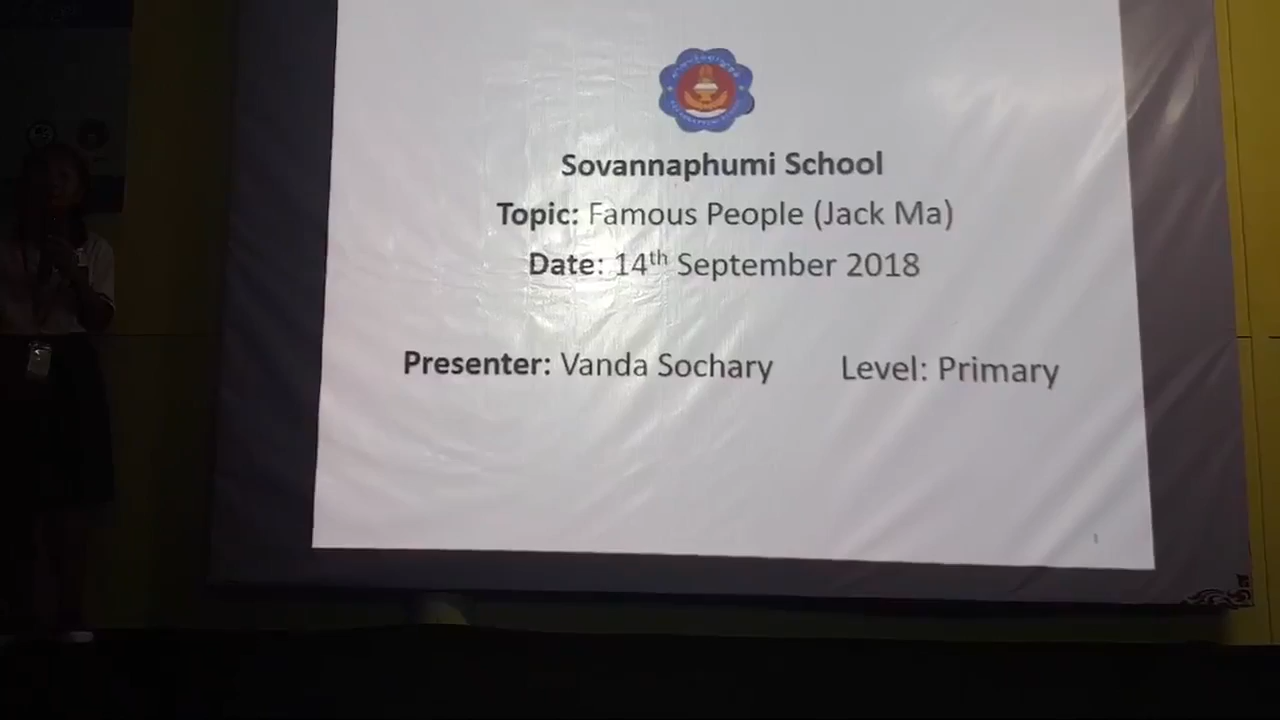 Sovannaphumi School
Topic: Famous People (Jack Ma)
Date: 14th September 2018
Presenter: Vanda Sochary Level: Primary